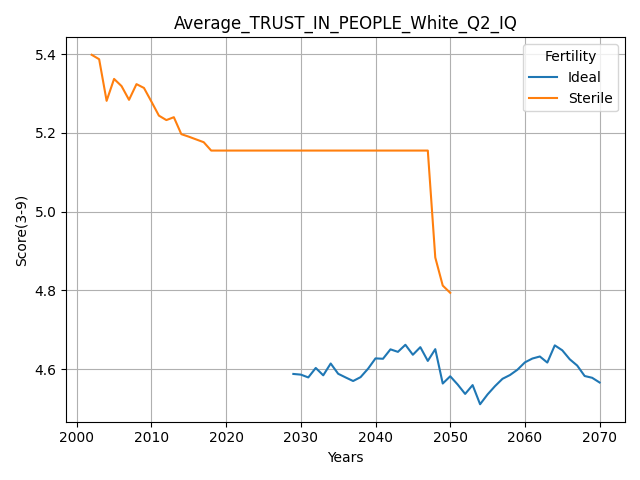 Average_TRUST_IN_PEOPLE_White_Q2_IQ
Fertility
Ideal
Sterile
Score(3-9)
5.4
5.2
5.0
4.8
4.6
2000 2010 2020 2030 2040 2050 2060 2070
Years